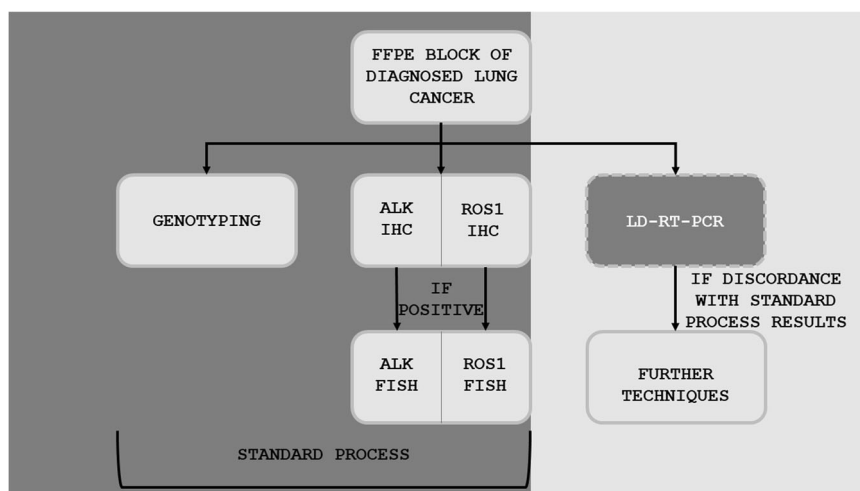 FFPE BLOCK OF
DIAGNOSED LUNG
CANCER
GENOTYPING
ALK
IHC
ROS1
IHC
LD-RT-PCR
IF
POSITIVE
IF DISCORDANCE
WITH STANDARD
PROCESS RESULTS
ALK
FISH
ROS1
FISH
FURTHER
TECHNIQUES
STANDARD PROCESS